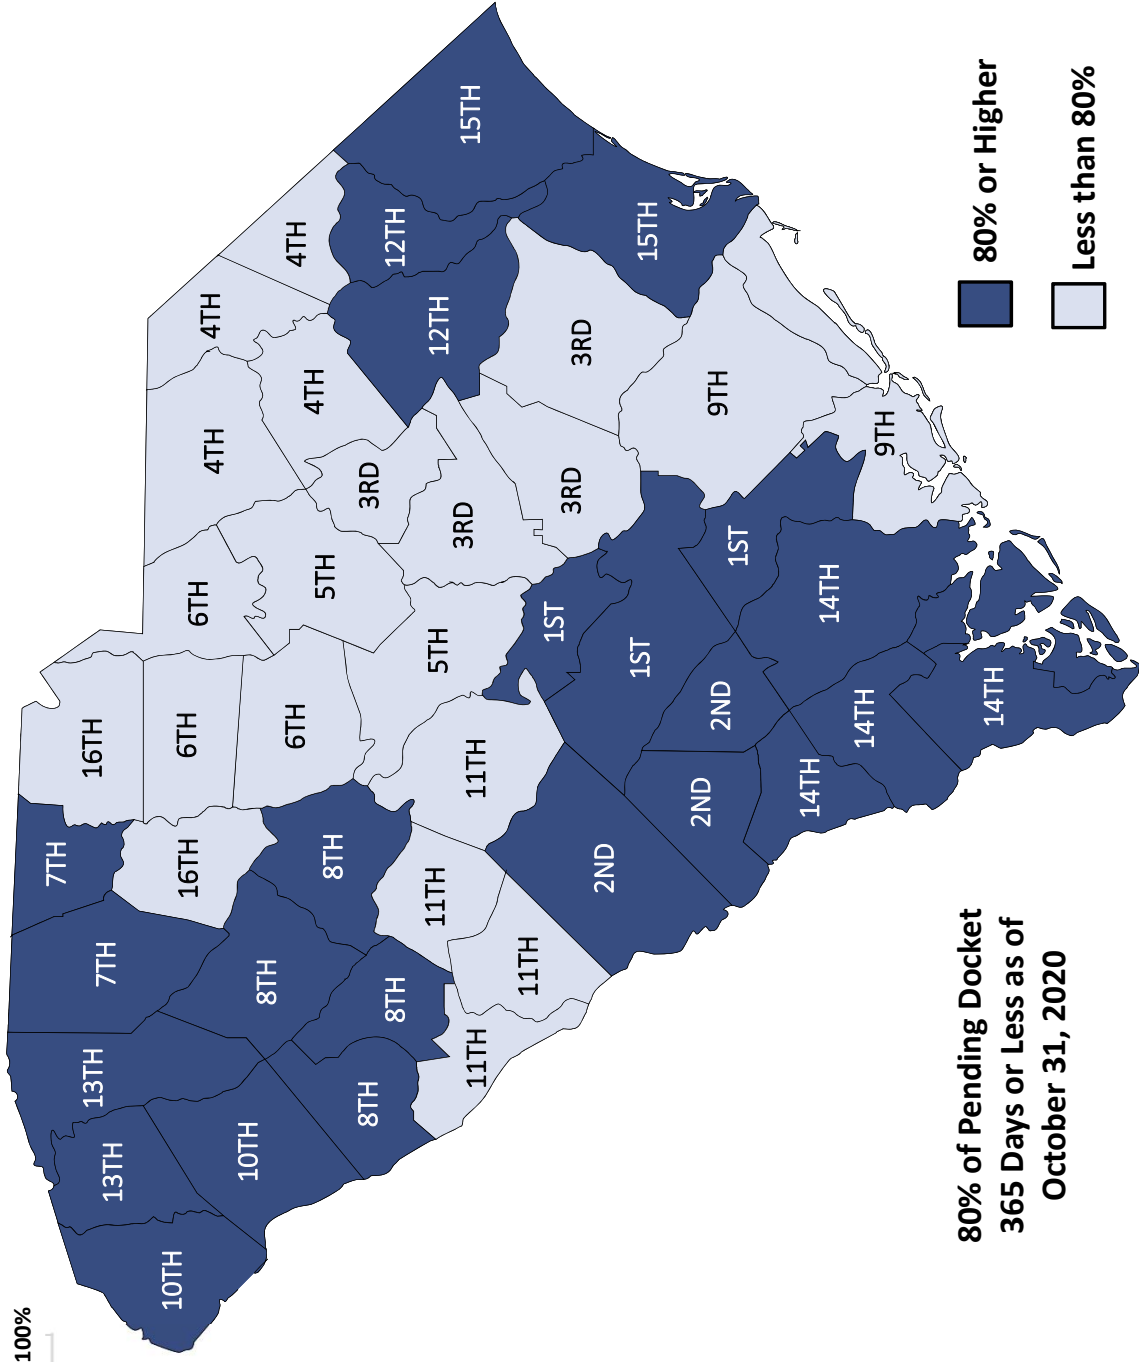 100%
7TH
13TH
16TH
7TH
13TH
10TH
16TH
6TH
6TH
4TH
4TH
10TH
8TH
6TH
4TH
4TH
5TH
8TH
8TH
3RD
8TH
12TH
11TH
5TH
12TH
3RD
15TH
11TH
11TH
11TH
1ST
3RD
3RD
2ND
1ST
15TH
2ND
9TH
2ND
1ST
14TH
14TH
14TH
9TH
14TH
80% of Pending Docket
365 Days or Less as of
October 31, 2020
80% or Higher
Less than 80%